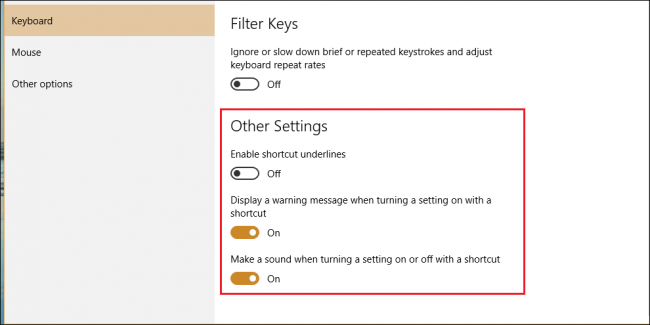 Keyboard
Mouse
Other options
Filter Keys
Ignore or slow down brief or repeated keystrokes and adjust
keyboard repeat rates
Off
Other Settings
Enable shortcut underlines
Off
Display a warning message when turning a setting on with a
shortcut
On
Make a sound when turning a setting on or off with a shortcut
On